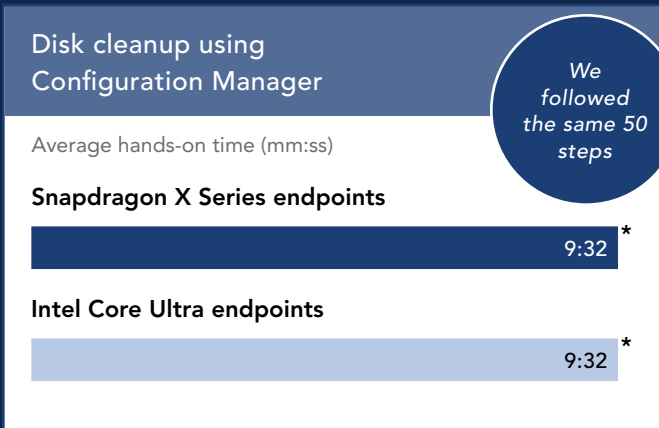 Disk cleanup using
Configuration Manager
We
followed
the same 50
steps
Average hands-on time (mm:ss)
Snapdragon X Series endpoints
9:32 *
Intel Core Ultra endpoints
9:32 *